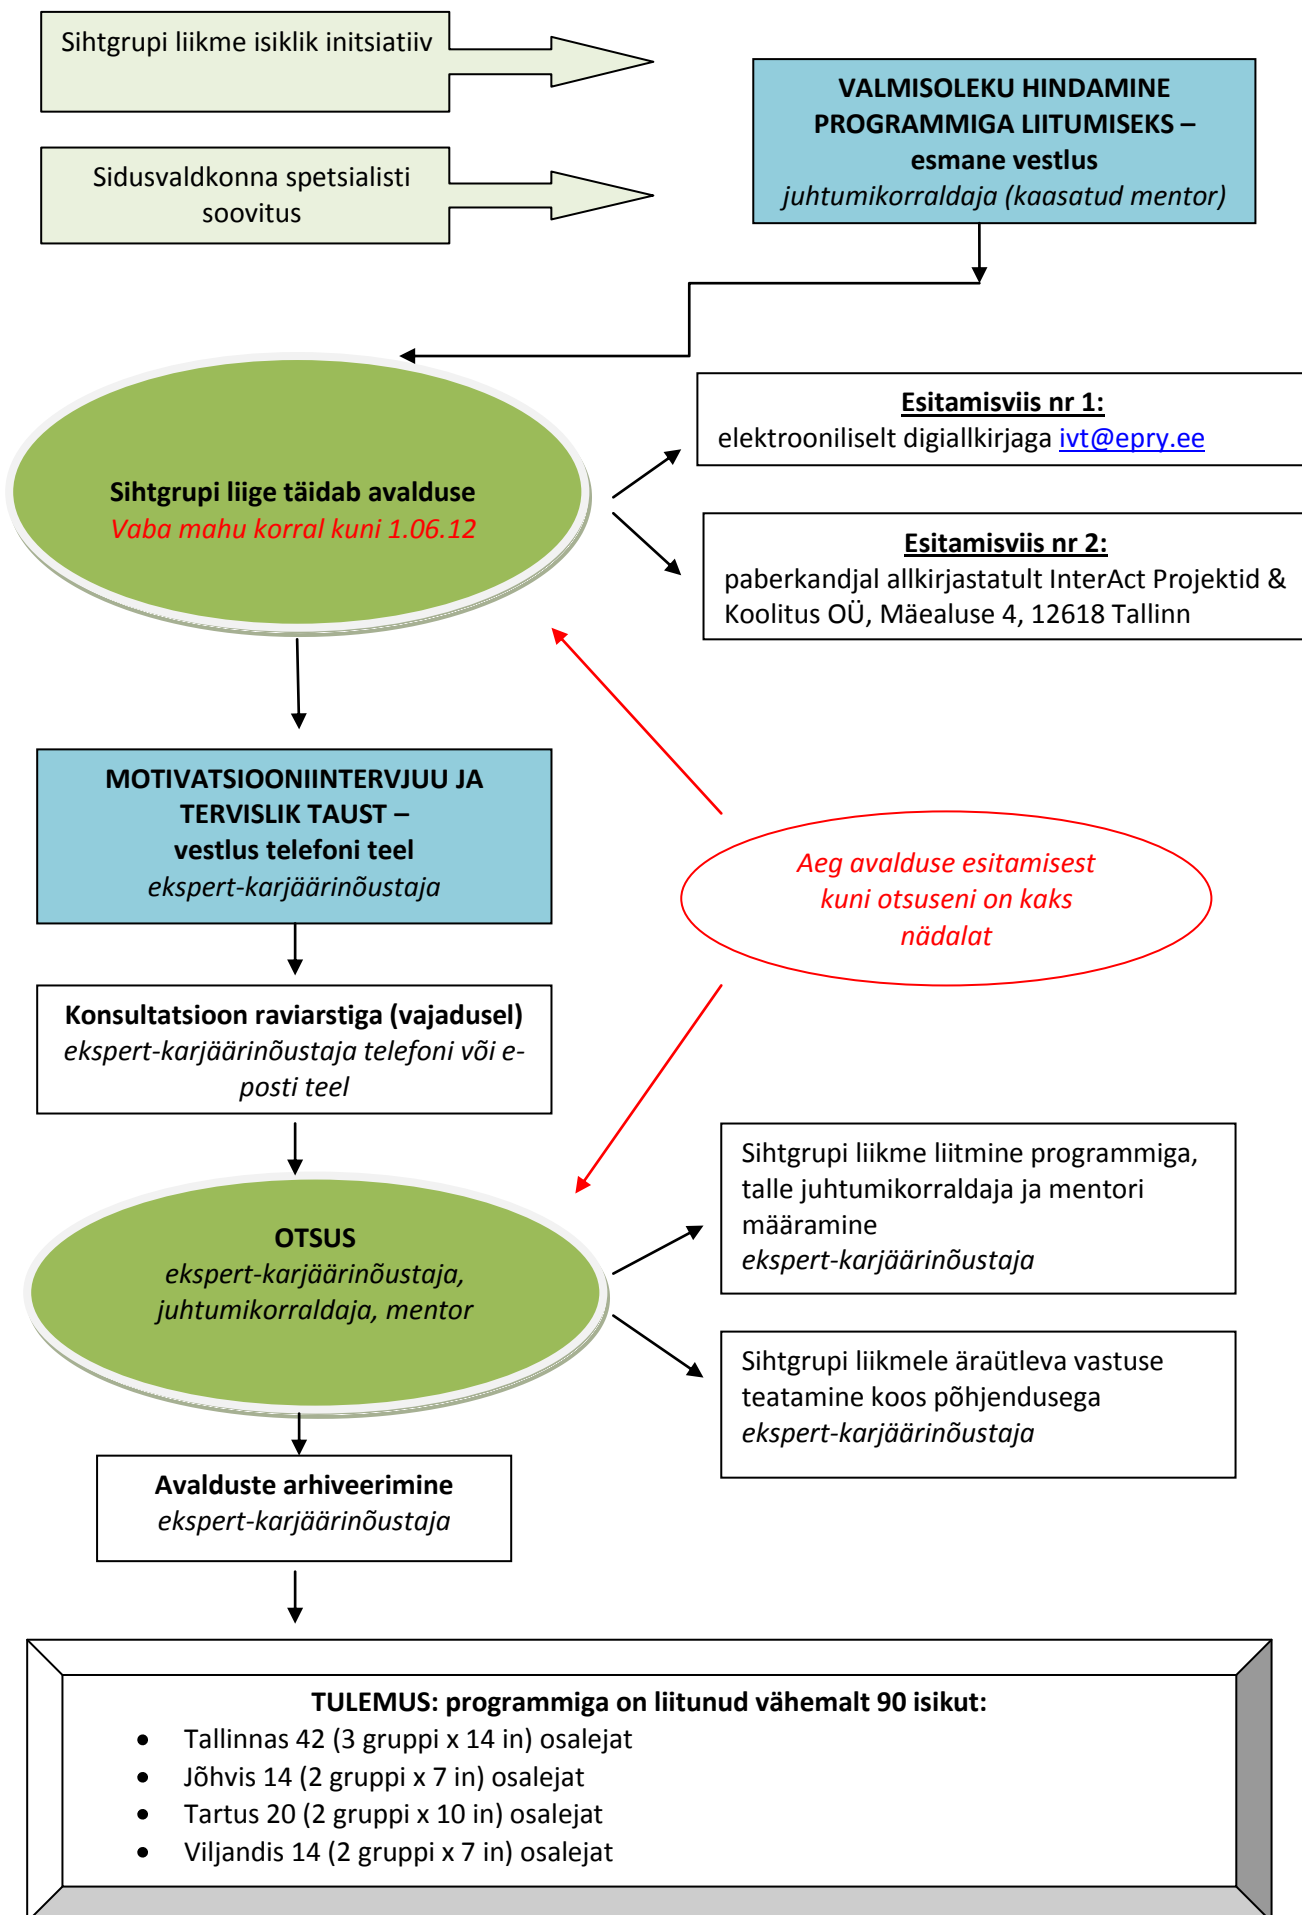 Sihtgrupi liikme isiklik initsiatiiv
Sidusvaldkonna spetsialisti
soovitus
VALMISOLEKU HINDAMINE
PROGRAMMIGA LIITUMISEKS –
esmane vestlus
juhtumikorraldaja (kaasatud mentor)
Sihtgrupi liige täidab avalduse
Vaba mahu korral kuni 1.06.12
Esitamisviis nr 1:
elektrooniliselt digiallkirjaga ivt@epry.ee
Esitamisviis nr 2:
paberkandjal allkirjastatult InterAct Projektid &
Koolitus OÜ, Mäealuse 4, 12618 Tallinn
MOTIVATSIOONIINTERVJUU JA
TERVISLIK TAUST –
vestlus telefoni teel
ekspert-karjäärinõustaja
Aeg avalduse esitamisest
kuni otsuseni on kaks
nädalat
Konsultatsioon raviarstiga (vajadusel)
ekspert-karjäärinõustaja telefoni või e-
posti teel
OTSUS
ekspert-karjäärinõustaja,
juhtumikorraldaja, mentor
Sihtgrupi liikme liitmine programmiga,
talle juhtumikorraldaja ja mentori
määramine
ekspert-karjäärinõustaja
Sihtgrupi liikmele äraütleva vastuse
teatamine koos põhjendusega
ekspert-karjäärinõustaja
Avalduste arhiveerimine
ekspert-karjäärinõustaja
TULEMUS: programmiga on liitunud vähemalt 90 isikut:
• Tallinnas 42 (3 gruppi x 14 in) osalejat
• Jõhvis 14 (2 gruppi x 7 in) osalejat
• Tartus 20 (2 gruppi x 10 in) osalejat
• Viljandis 14 (2 gruppi x 7 in) osalejat